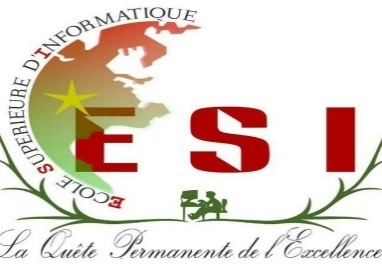 ECOLE SUPERIEURE D'INFORMATIQUE
ESI
La Quête Permanente de l'Excellence